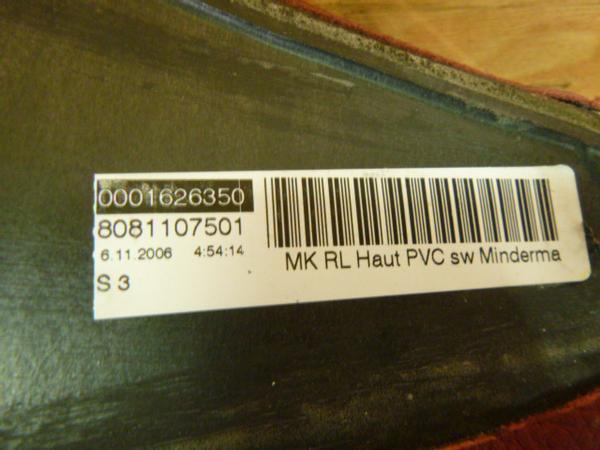 0001626350
8081107501
6.11.2006 4:54:14
S 3
MK RL Haut PVC sw Minderma